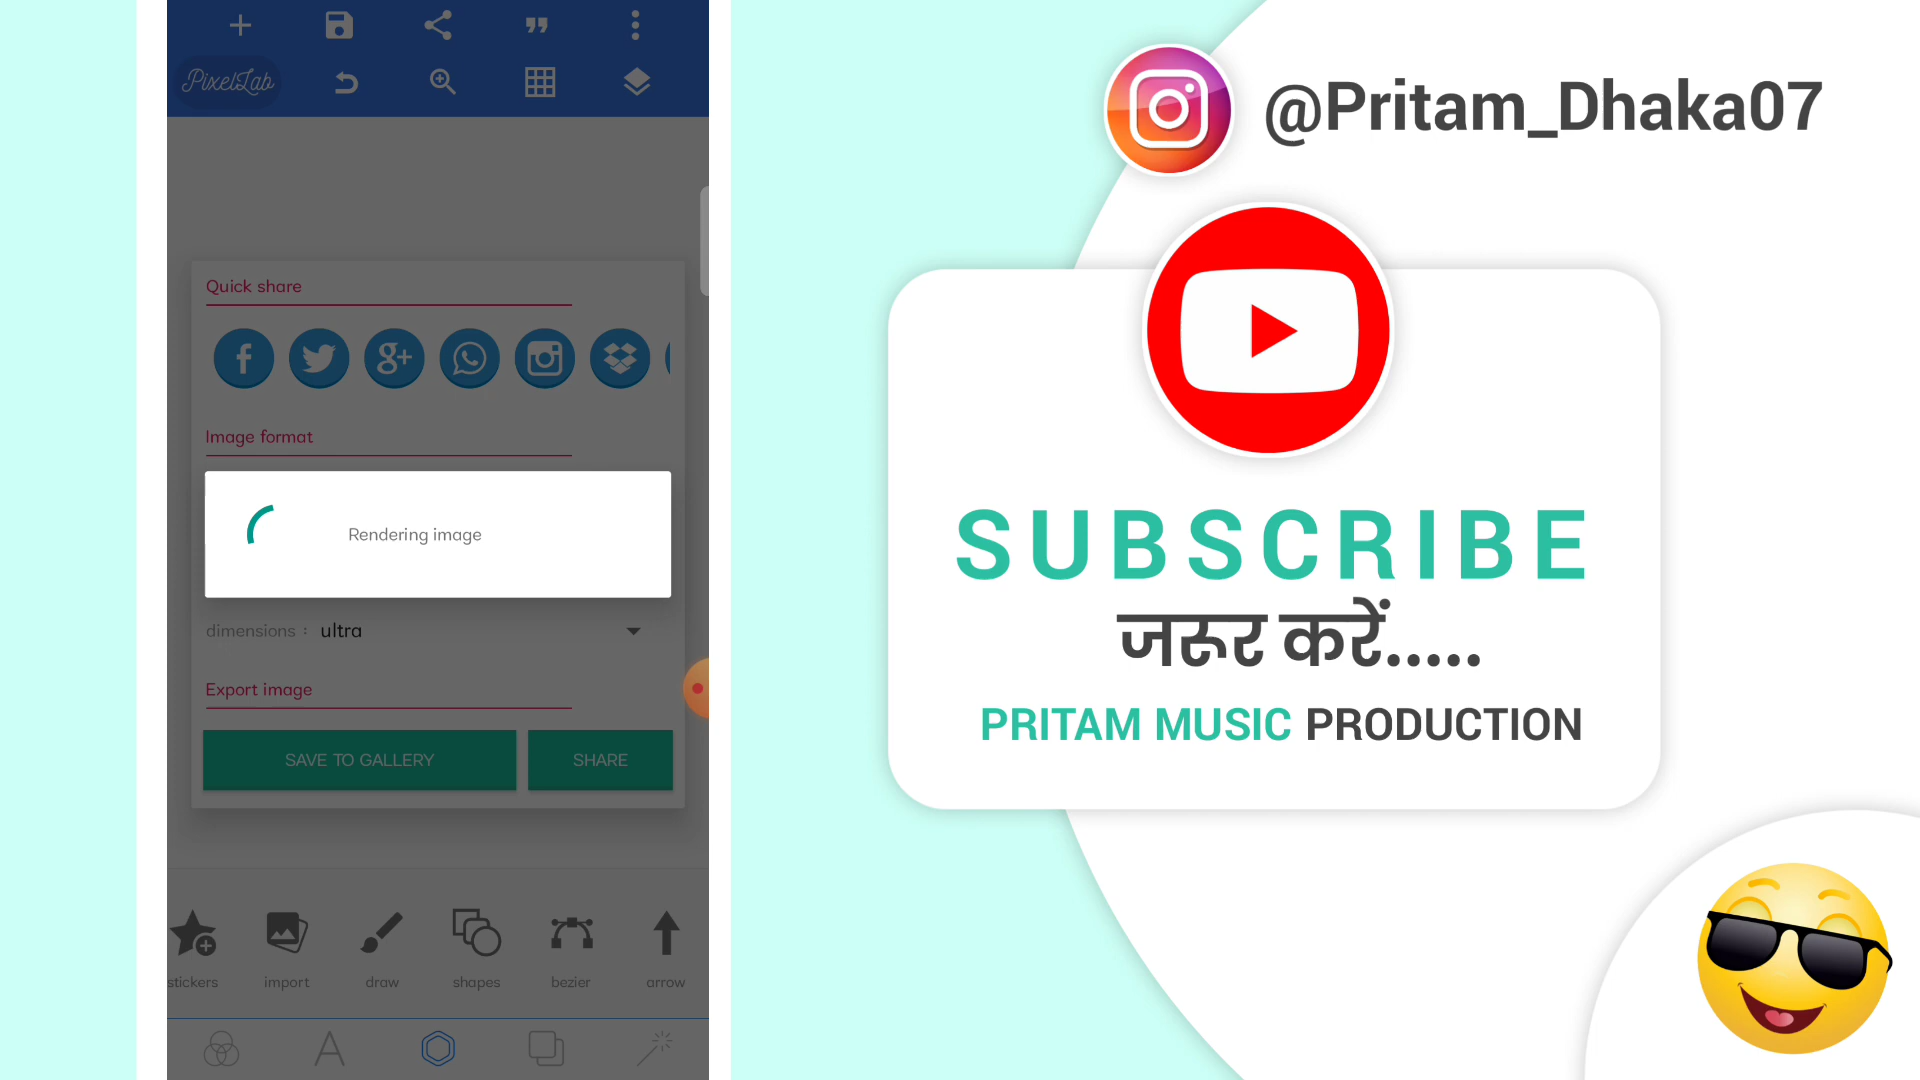 PixelLab
Quick share
g+
Image format
Rendering image
dimensions : ultra
Export image
SAVE TO GALLERY
SHARE
stickers
import
draw
shapes
bezier
arrow
@Pritam_Dhaka07
SUBSCRIBE
जरूर करें.....
PRITAM MUSIC PRODUCTION